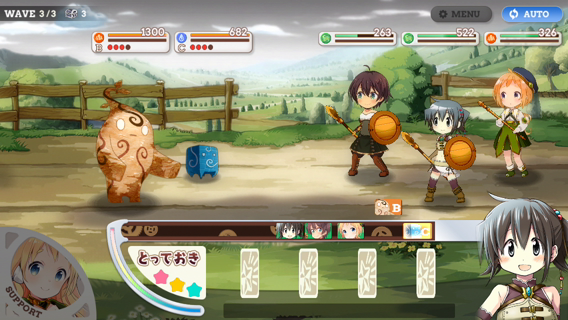 WAVE 3/3 3
MENU
AUTO
1300
B
682
C
263
522
326
B
C
とっておき
SUPPORT